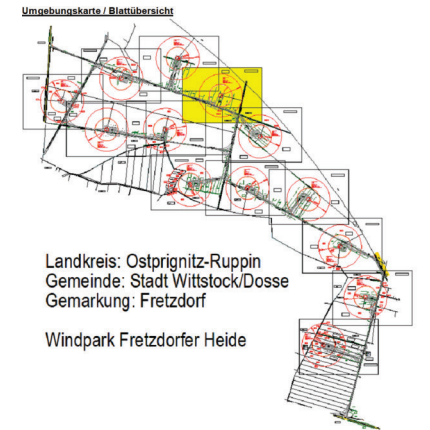 Umgebungskarte / Blattübersicht
Landkreis: Ostprignitz-Ruppin
Gemeinde: Stadt Wittstock/Dosse
Gemarkung: Fretzdorf
Windpark Fretzdorfer Heide